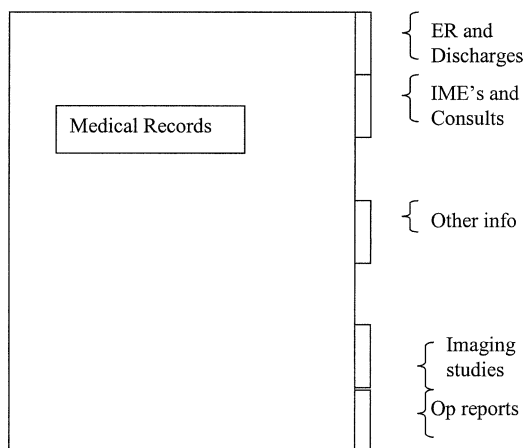 ER and
Discharges
IME's and
Consults
Medical Records
Other info
Imaging
studies
Op reports